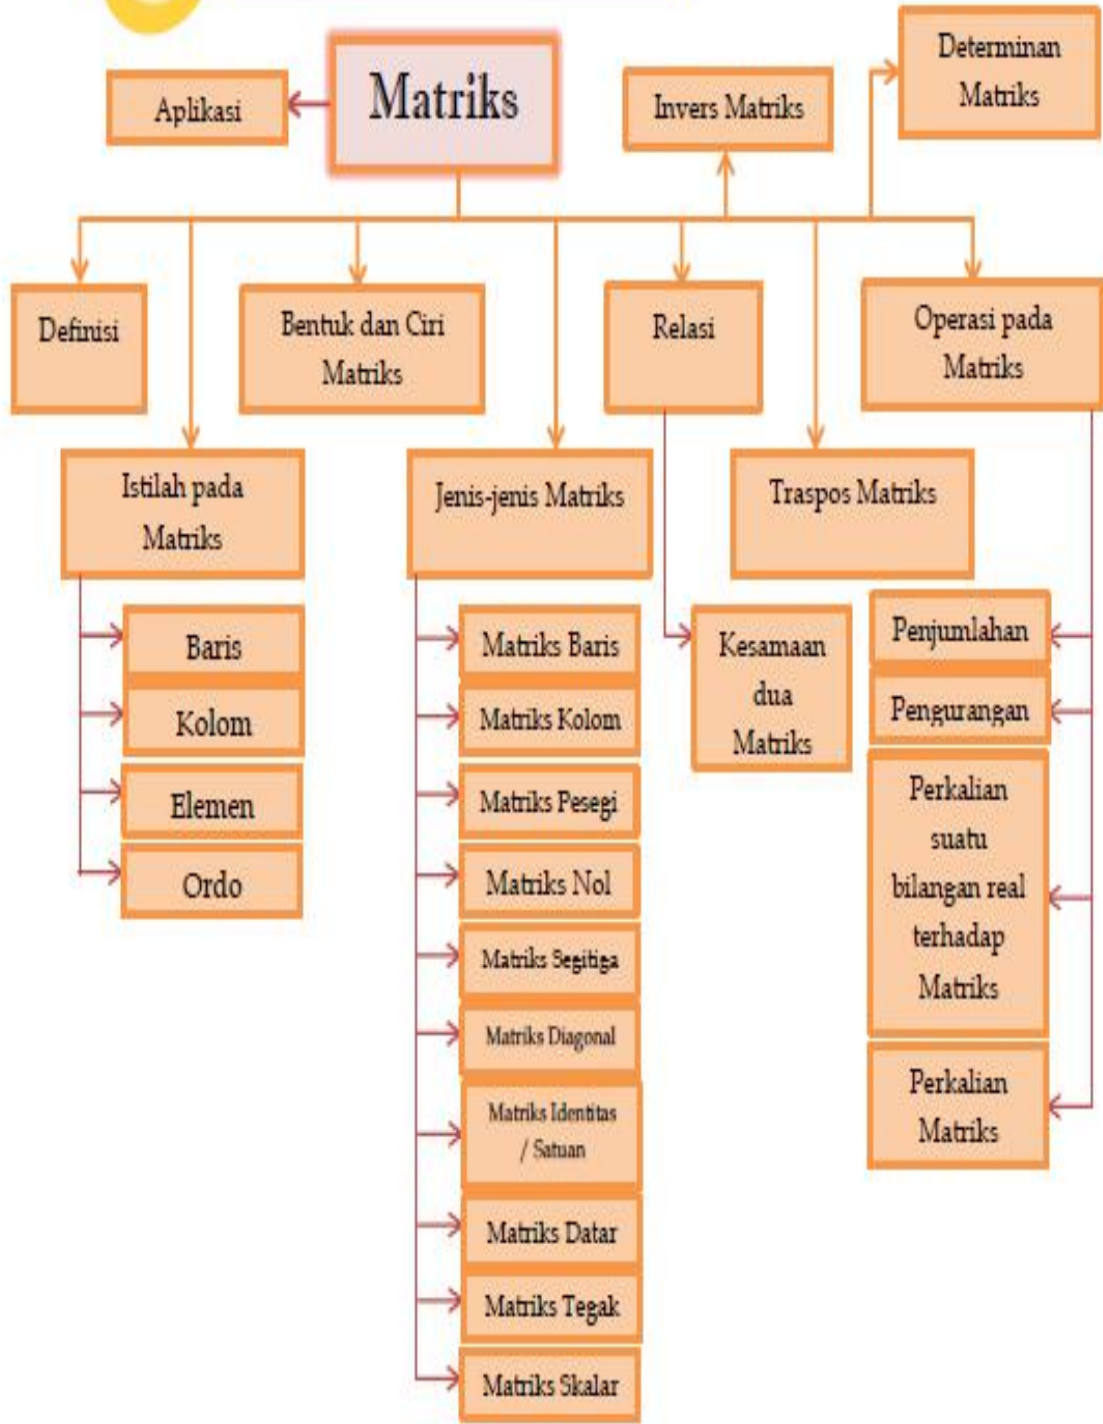 Matriks
Aplikasi
Invers Matriks
Determinan
Matriks
Definisi
Bentuk dan Ciri
Matriks
Relasi
Operasi pada
Matriks
Istilah pada
Matriks
Jenis-jenis Matriks
Traspos Matriks
Baris
Kolom
Elemen
Ordo
Matriks Baris
Matriks Kolom
Matriks Pesegi
Matriks Nol
Matriks Segitiga
Matriks Diagonal
Matriks Identitas
/ Satuan
Matriks Datar
Matriks Tegak
Matriks Skalar
Kesamaan
dua
Matriks
Penjumlahan
Pengurangan
Perkalian
suatu
bilangan real
terhadap
Matriks
Perkalian
Matriks